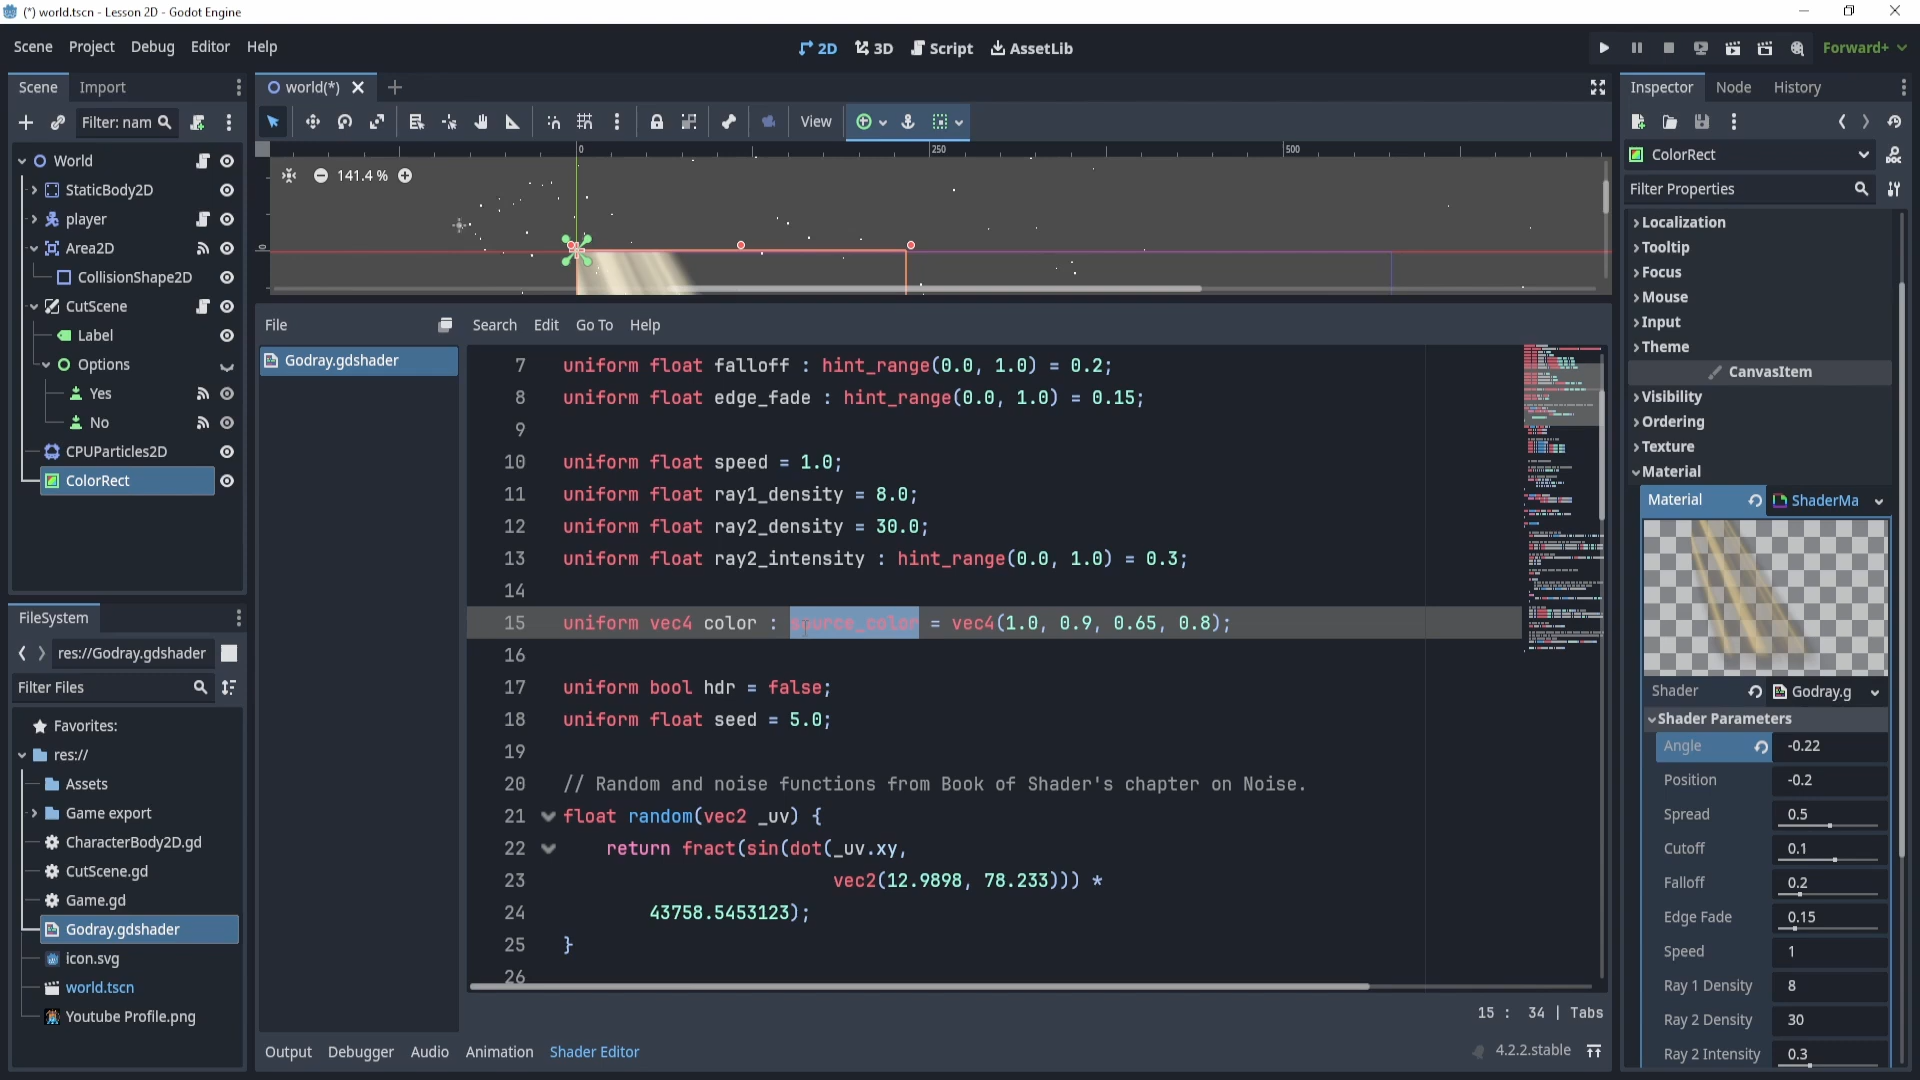 (*) world.tscn - Lesson 2D - Godot Engine
Scene Project Debug Editor Help
2D 3D Script AssetLib
Forward+
Scene Import
world(*)
Inspector Node History
Filter: nam
View
ColorRect
Filter Properties
World
StaticBody2D
player
Area2D
CollisionShape2D
CutScene
Label
Options
Yes
No
CPUParticles2D
ColorRect
0 250 500
141.4 %
0
File
Search Edit Go To Help
Godray.gdshader
7 uniform float falloff : hint_range(0.0, 1.0) = 0.2;
8 uniform float edge_fade : hint_range(0.0, 1.0) = 0.15;
9
10 uniform float speed = 1.0;
11 uniform float ray1_density = 8.0;
12 uniform float ray2_density = 30.0;
13 uniform float ray2_intensity : hint_range(0.0, 1.0) = 0.3;
14
15 uniform vec4 color : source_color = vec4(1.0, 0.9, 0.65, 0.8);
16
17 uniform bool hdr = false;
18 uniform float seed = 5.0;
19
20 // Random and noise functions from Book of Shader's chapter on Noise.
21 float random(vec2 _uv) {
22 return fract(sin(dot(_uv.xy,
23 vec2(12.9898, 78.233))) *
24 43758.5453123);
25 }
26
15 : 34 | Tabs
Output Debugger Audio Animation Shader Editor
4.2.2.stable
FileSystem
res://Godray.gdshader
Filter Files
Favorites:
res://
Assets
Game export
CharacterBody2D.gd
CutScene.gd
Game.gd
Godray.gdshader
icon.svg
world.tscn
Youtube Profile.png
Localization
Tooltip
Focus
Mouse
Input
Theme
CanvasItem
Visibility
Ordering
Texture
Material
Material ShaderMa
Shader Godray.g
Shader Parameters
Angle -0.22
Position -0.2
Spread 0.5
Cutoff 0.1
Falloff 0.2
Edge Fade 0.15
Speed 1
Ray 1 Density 8
Ray 2 Density 30
Ray 2 Intensity 0.3